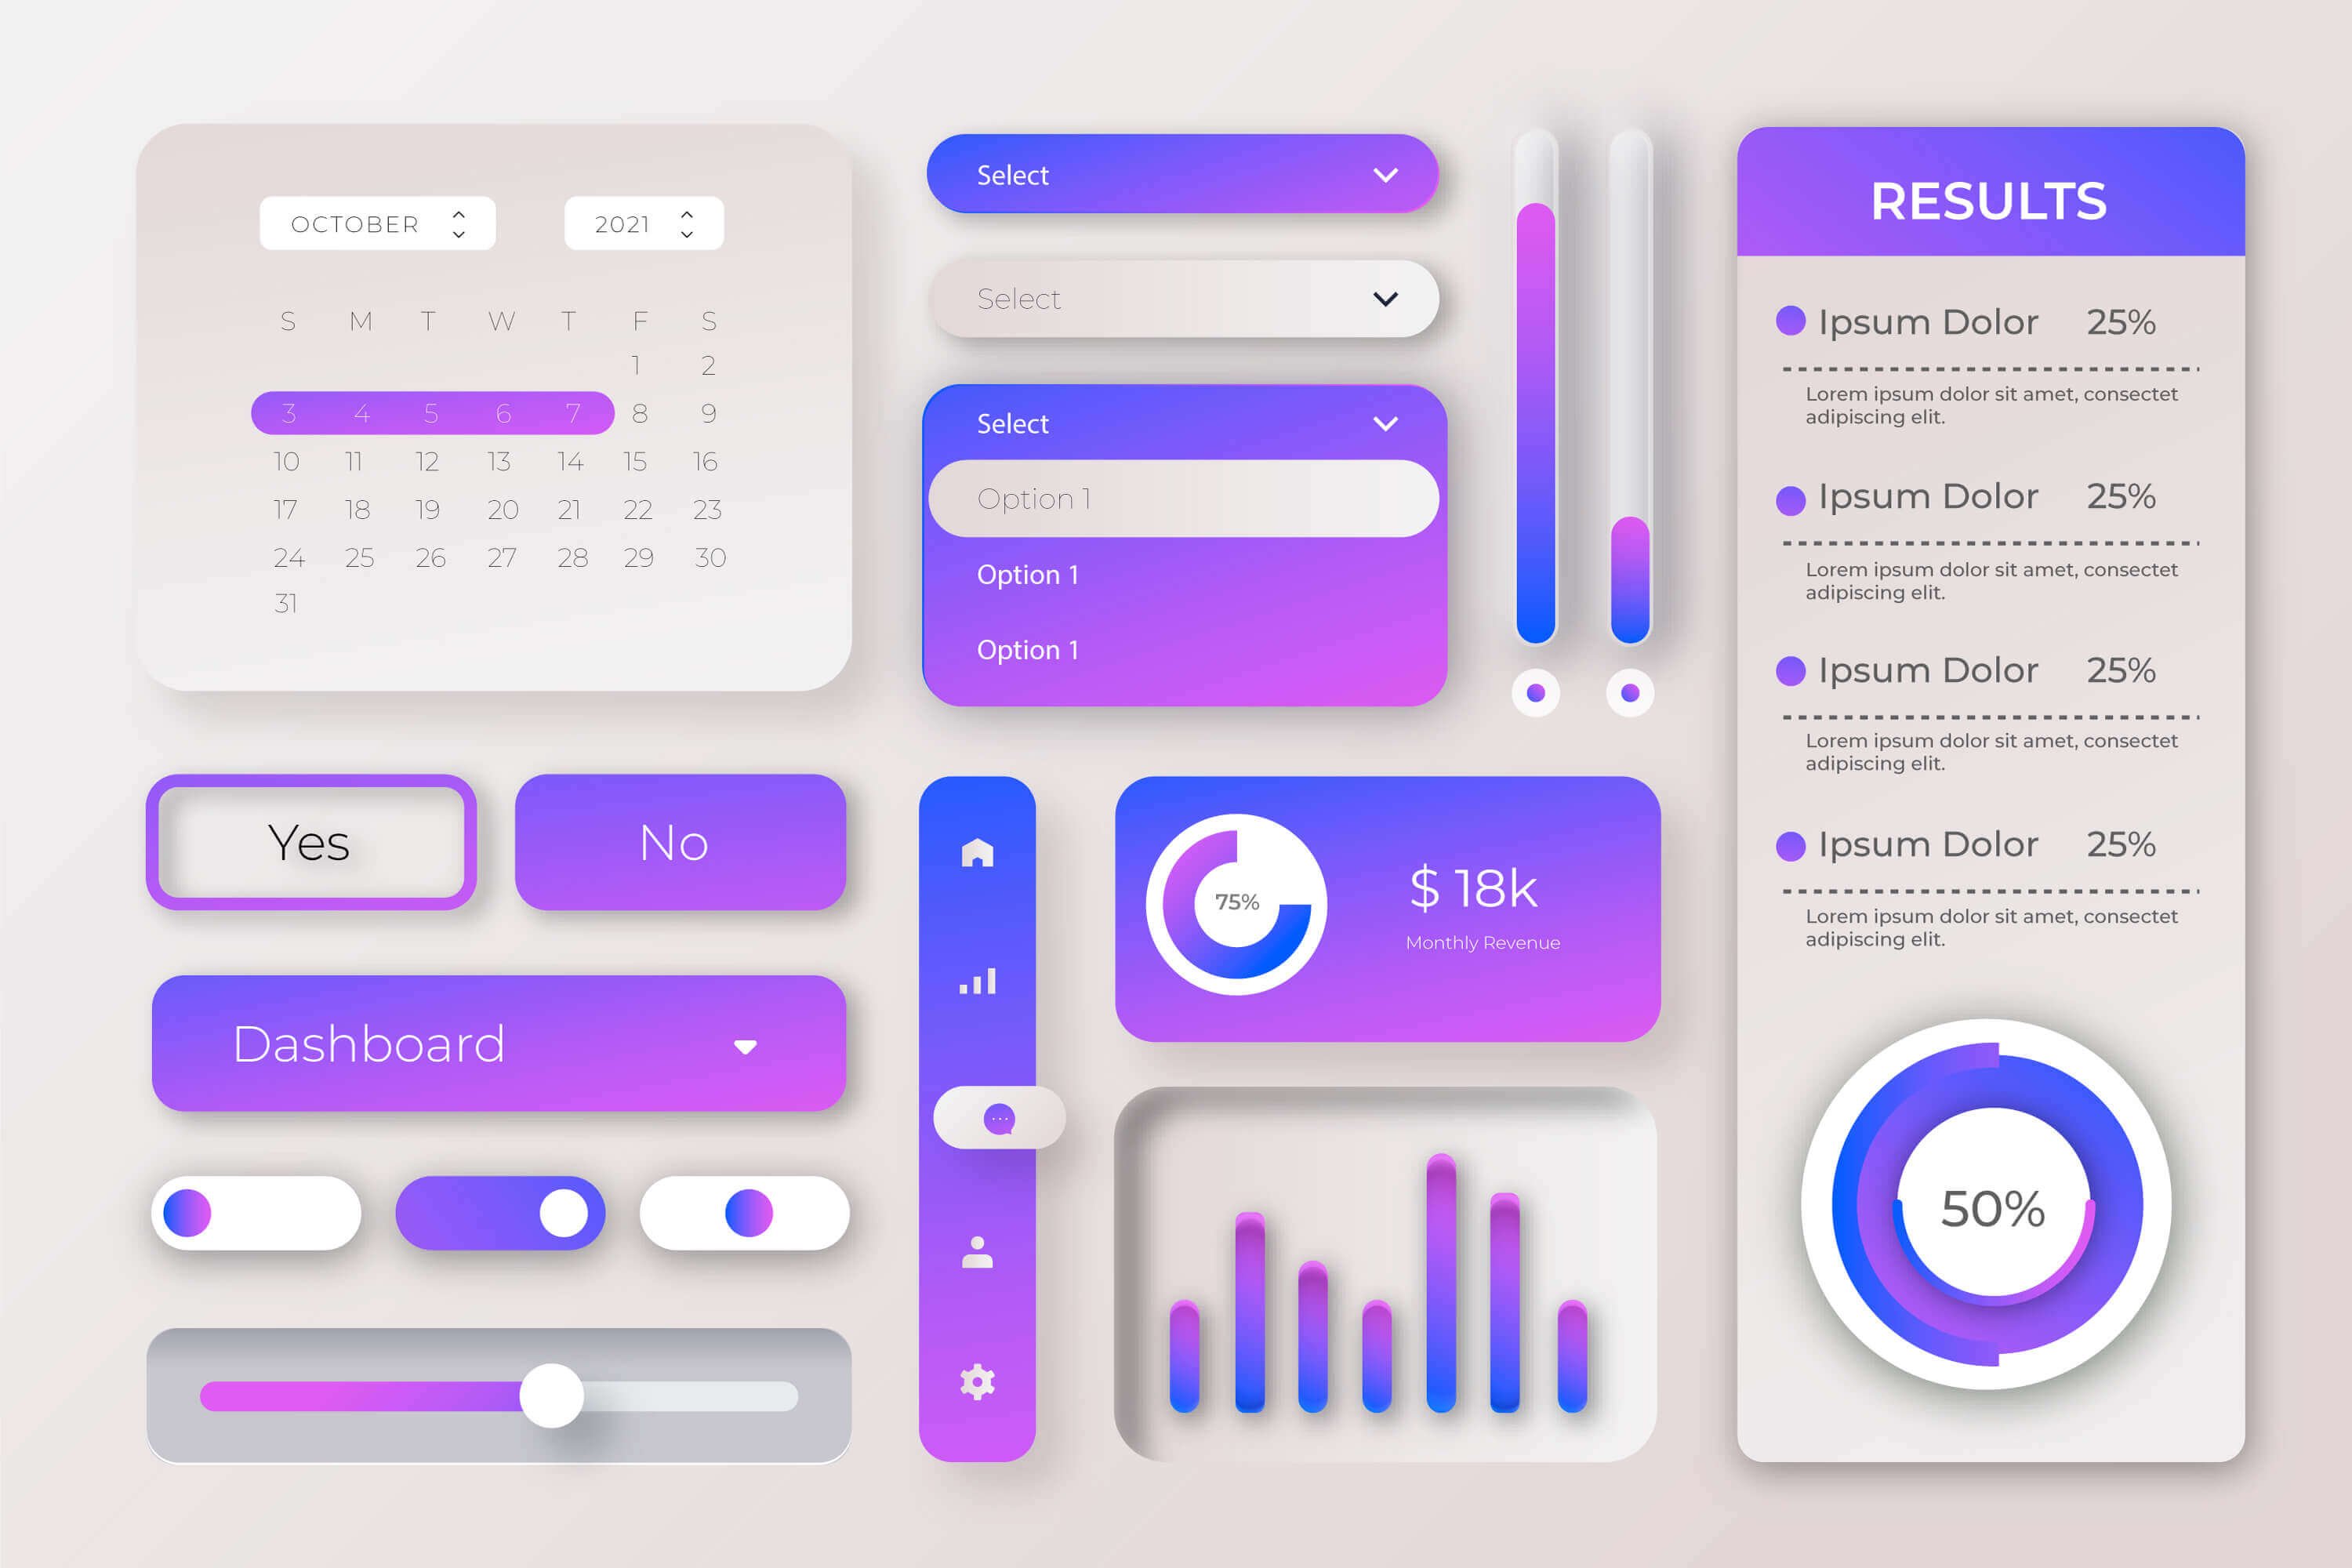 OCTOBER 2021
S M T W T F S
1 2
3 4 5 6 7 8 9
10 11 12 13 14 15 16
17 18 19 20 21 22 23
24 25 26 27 28 29 30
31
Yes
No
Dashboard
Select
Select
Select
Option 1
Option 1
Option 1
75%
$ 18k
Monthly Revenue
RESULTS
Ipsum Dolor 25%
Lorem ipsum dolor sit amet, consectet
adipiscing elit.
Ipsum Dolor 25%
Lorem ipsum dolor sit amet, consectet
adipiscing elit.
Ipsum Dolor 25%
Lorem ipsum dolor sit amet, consectet
adipiscing elit.
Ipsum Dolor 25%
Lorem ipsum dolor sit amet, consectet
adipiscing elit.
50%